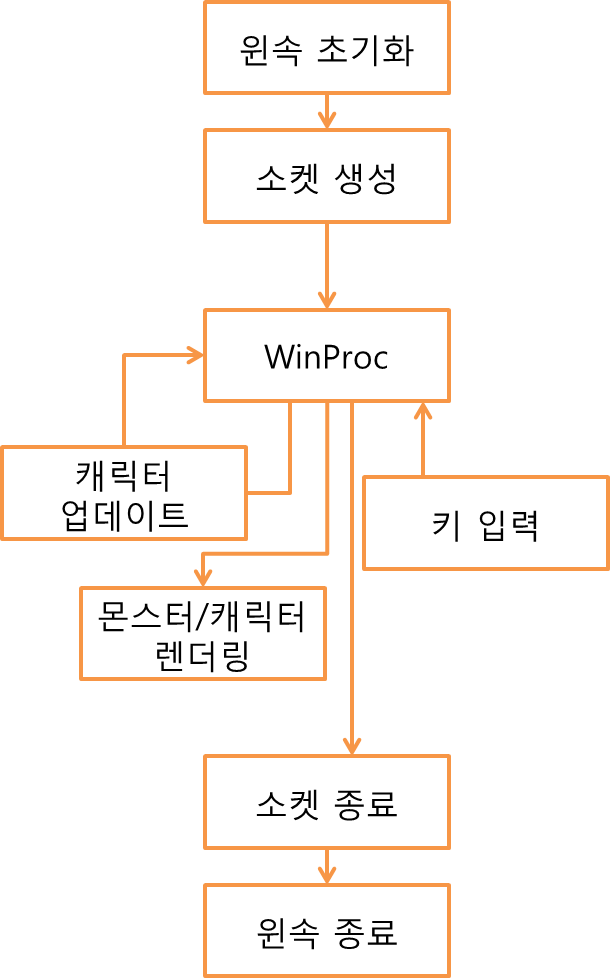 윈속 초기화
소켓 생성
WinProc
캐릭터
업데이트
키 입력
몬스터/캐릭터
렌더링
소켓 종료
윈속 종료